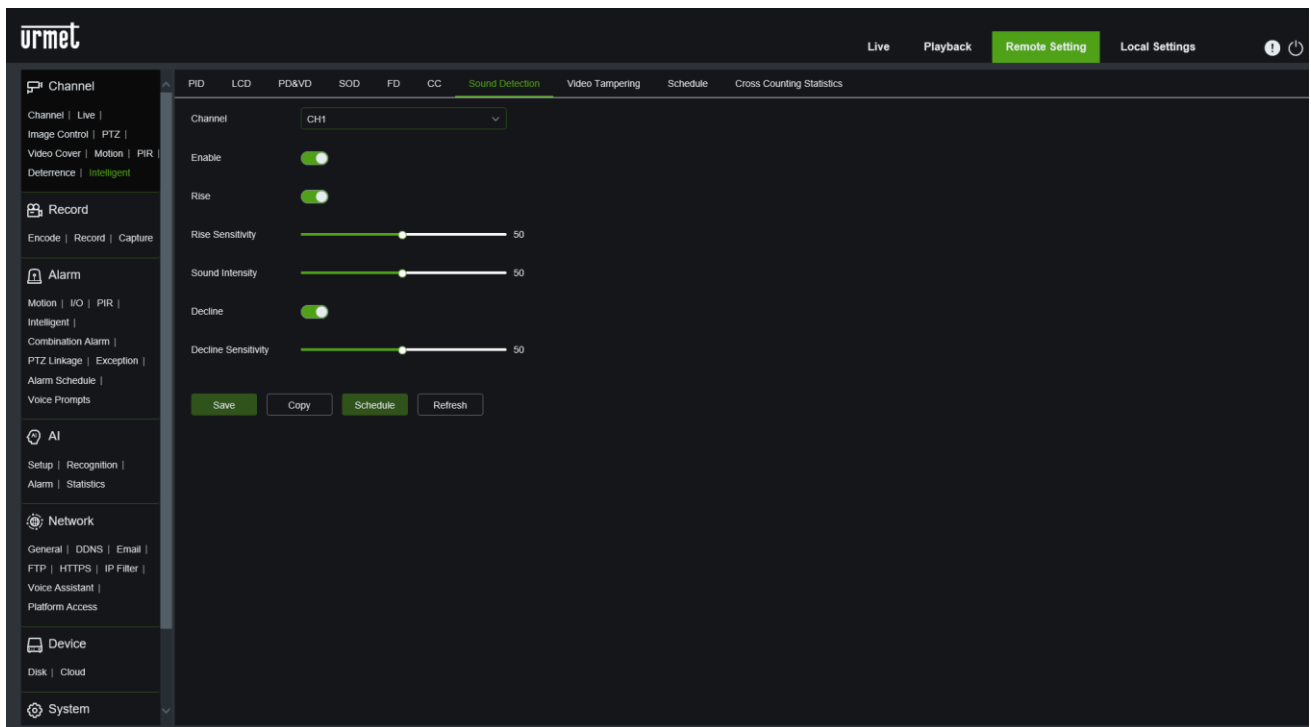 urmet
Live Playback Remote Setting Local Settings
Channel
Channel | Live |
Image Control | PTZ |
Video Cover | Motion | PIR |
Deterrence | Intelligent
Record
Encode | Record | Capture
Alarm
Motion | I/O | PIR |
Intelligent |
Combination Alarm |
PTZ Linkage | Exception |
Alarm Schedule |
Voice Prompts
AI
Setup | Recognition |
Alarm | Statistics
Network
General | DDNS | Email |
FTP | HTTPS | IP Filter |
Voice Assistant |
Platform Access
Device
Disk | Cloud
System
PID LCD PD&VD SOD FD CC Sound Detection Video Tampering Schedule Cross Counting Statistics
Channel CH1
Enable
Rise
Rise Sensitivity 50
Sound Intensity 50
Decline
Decline Sensitivity 50
Save Copy Schedule Refresh